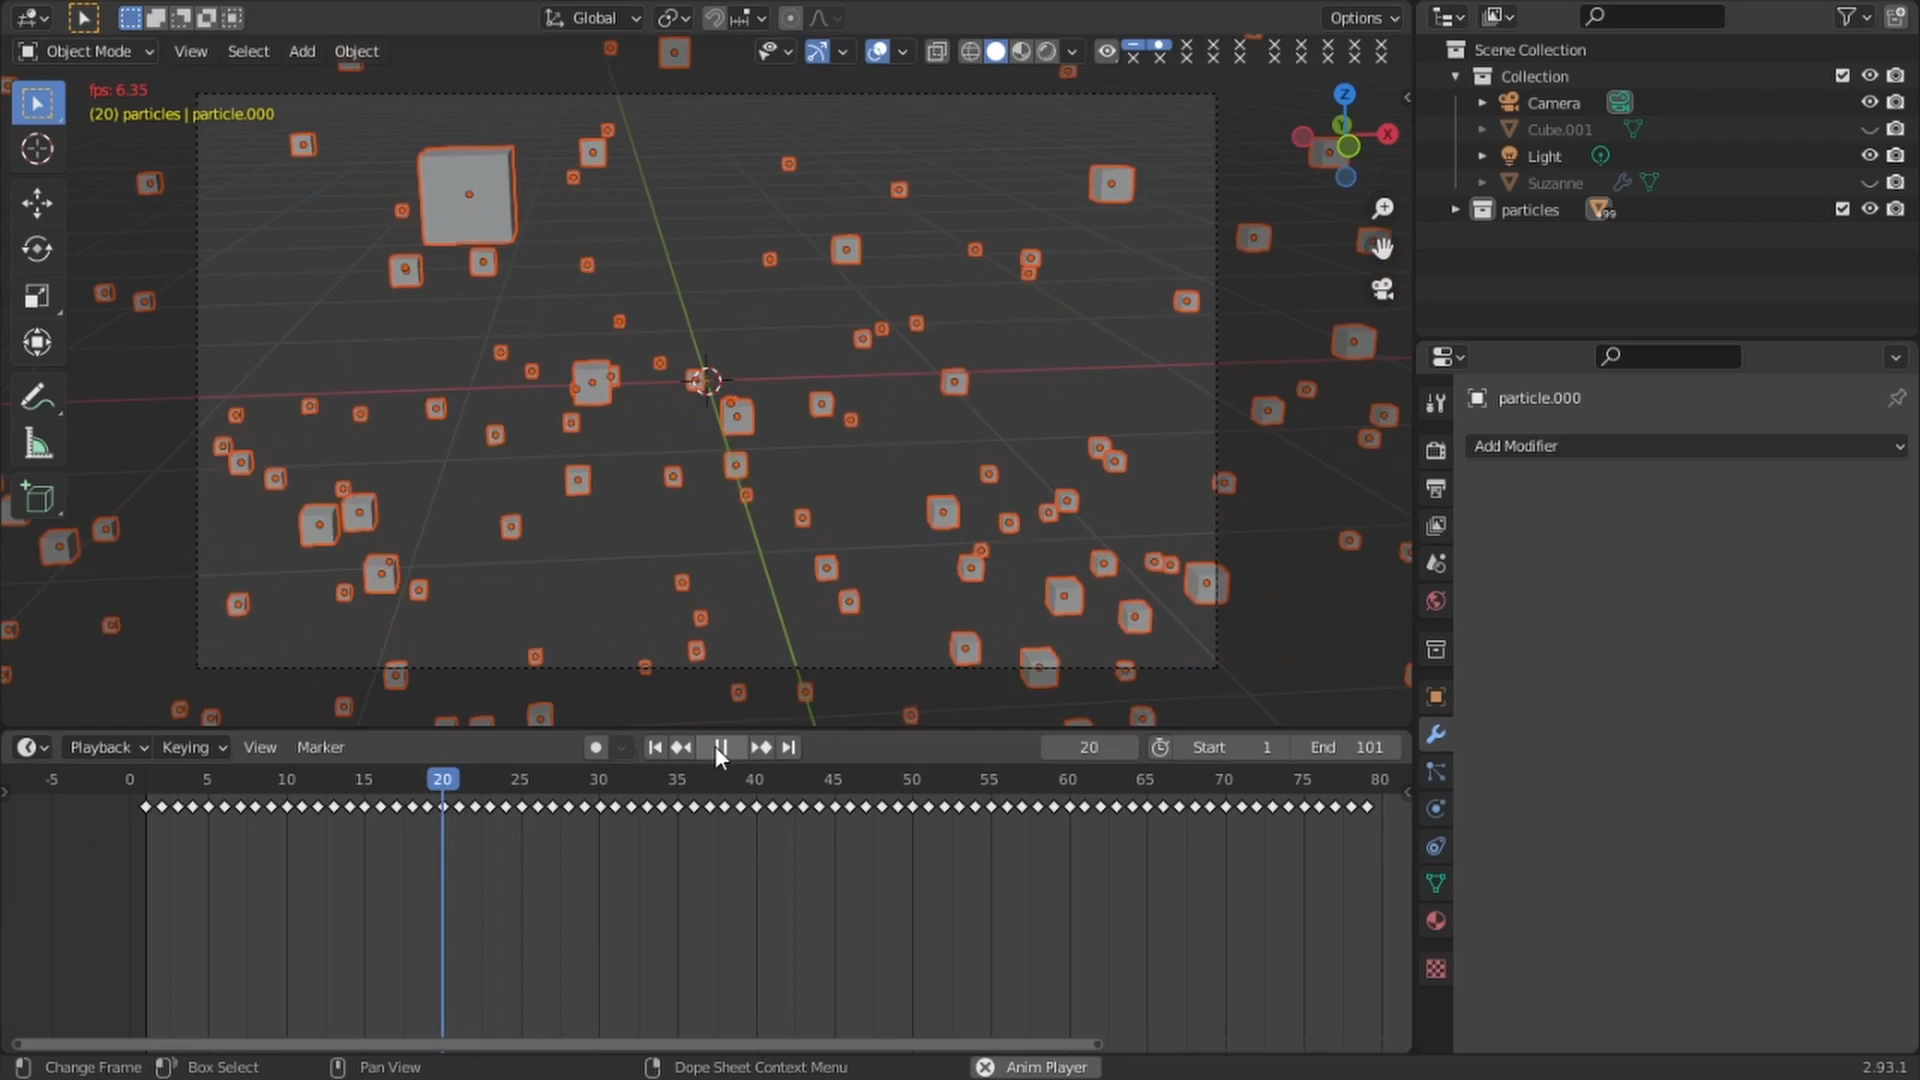 Global
Options
Object Mode
View
Select
Add
Object
fps: 6.35
(20) particles | particle.000
Z
Y
X
Scene Collection
Collection
Camera
Cube.001
Light
Suzanne
particles
99
particle.000
Add Modifier
Playback
Keying
View
Marker
20
Start 1
End 101
-5 0 5 10 15 20 25 30 35 40 45 50 55 60 65 70 75 80
Change Frame
Box Select
Pan View
Dope Sheet Context Menu
Anim Player
2.93.1